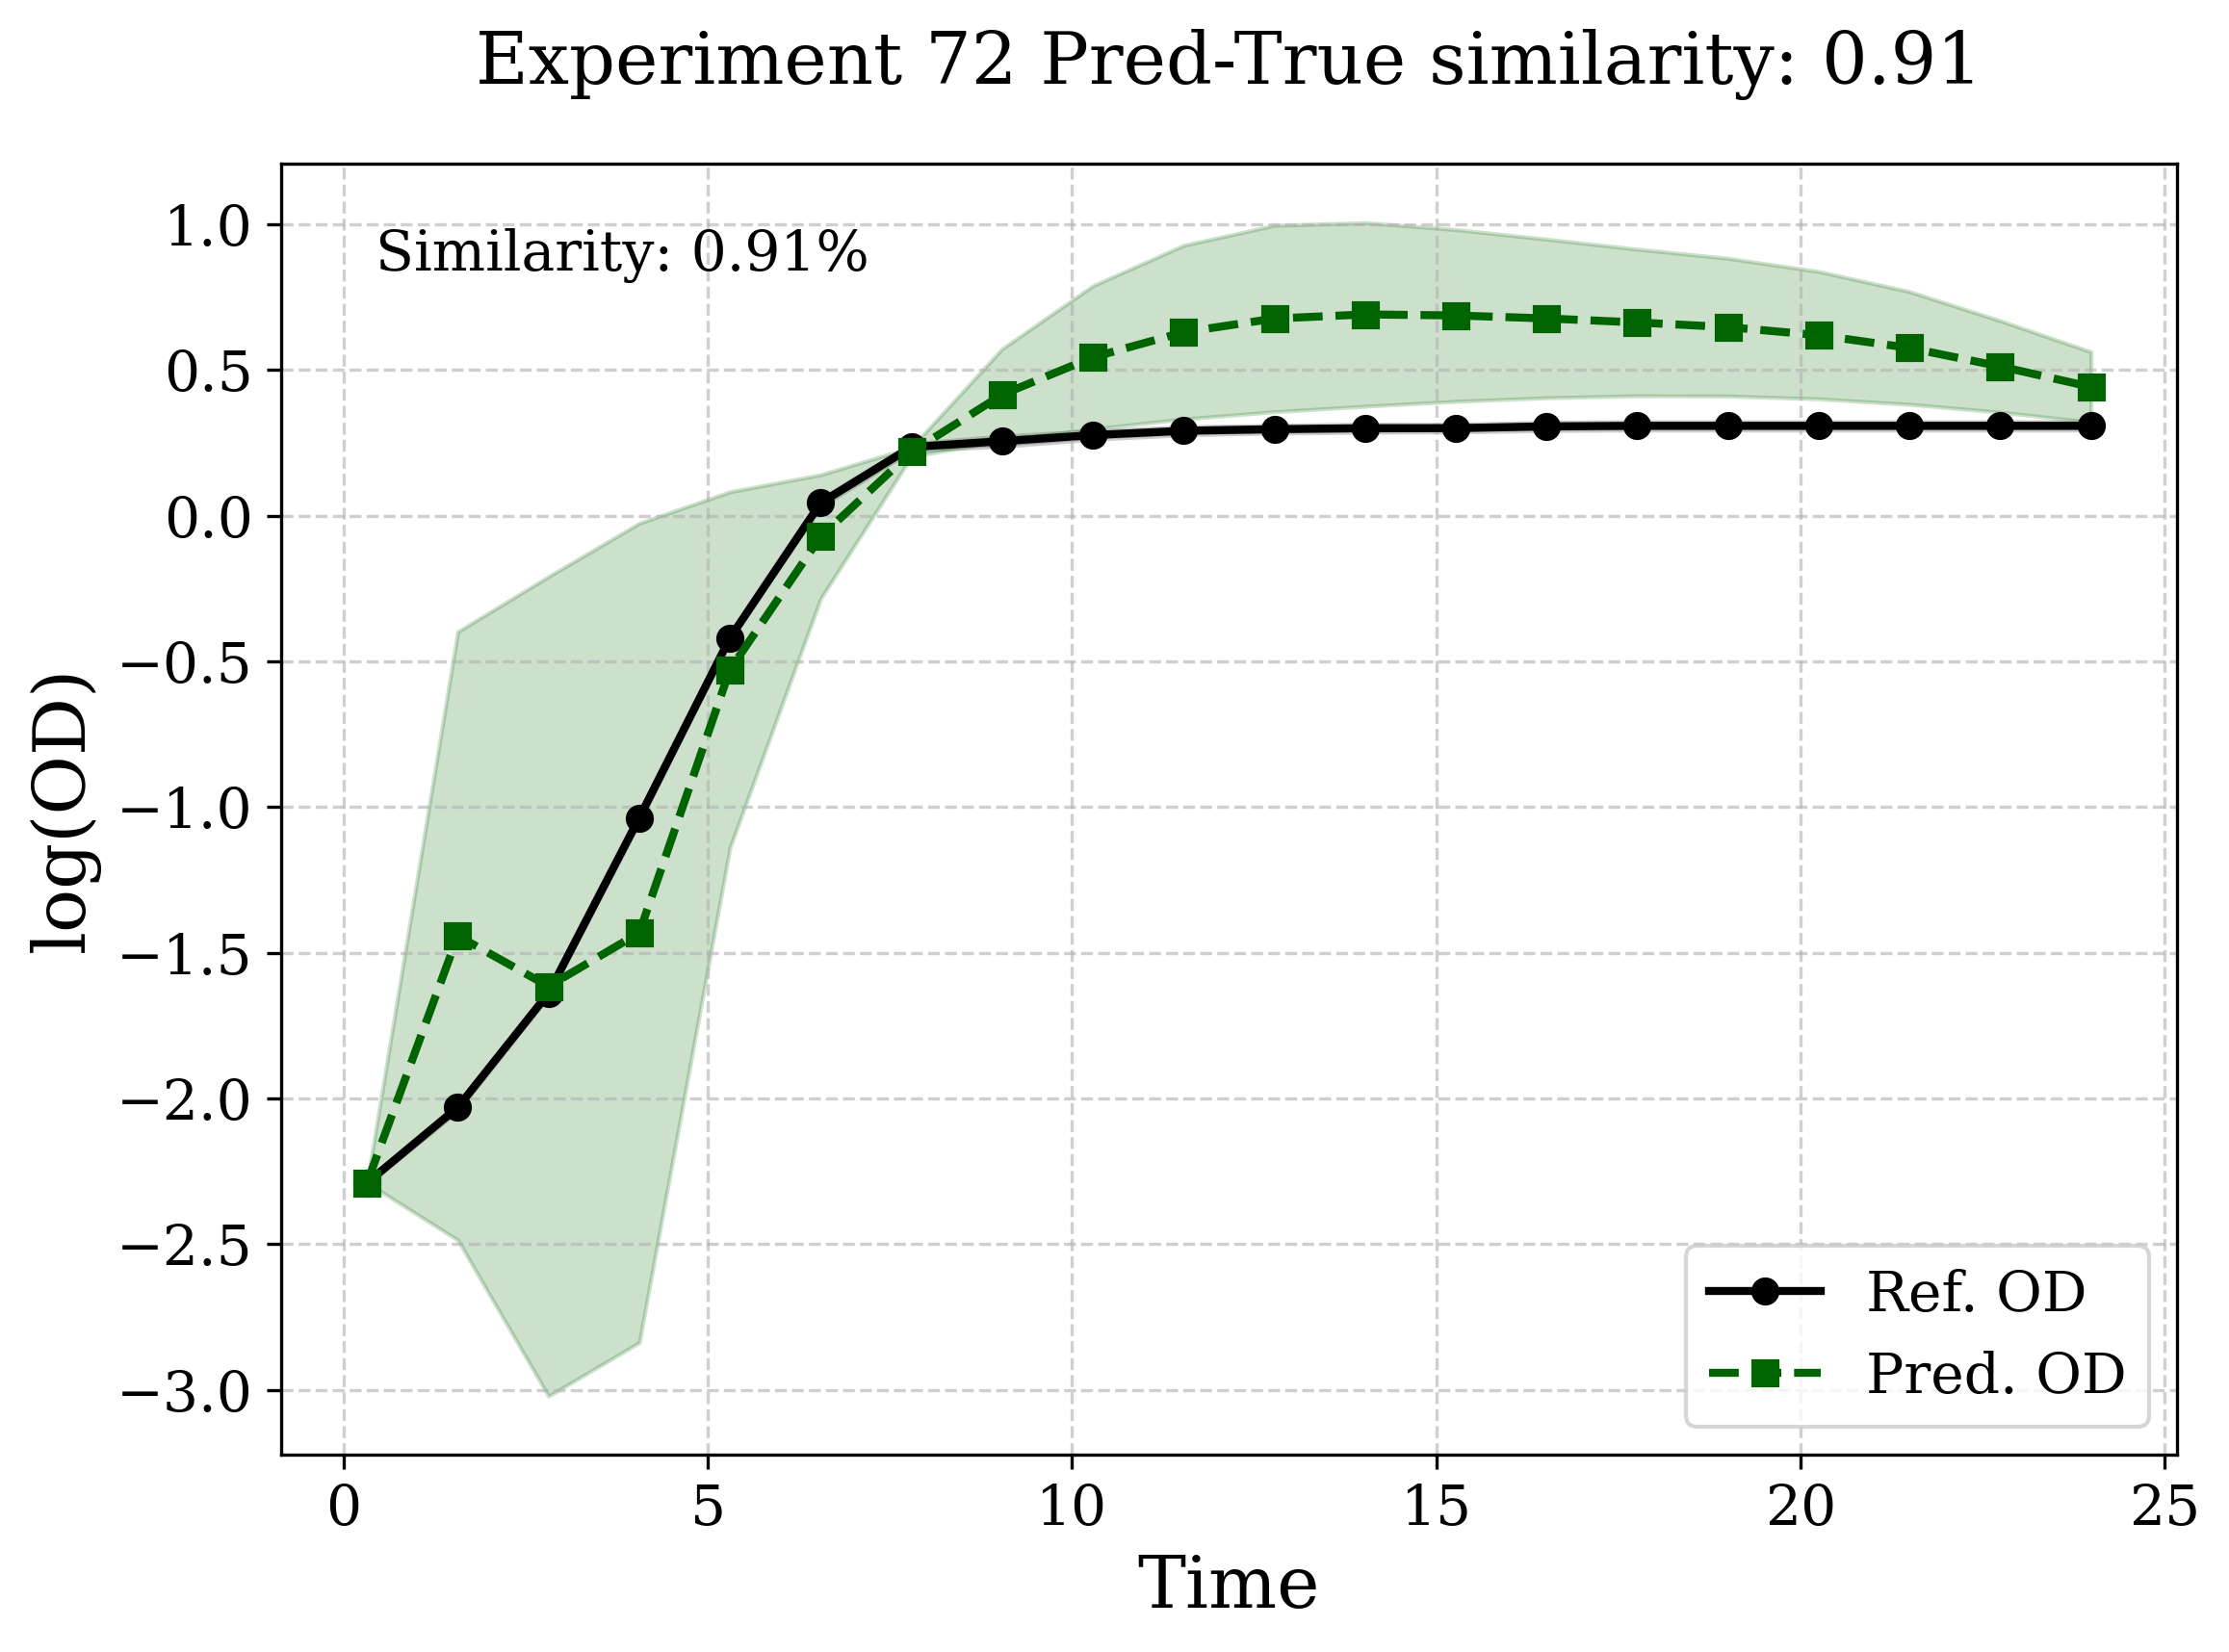 Experiment 72 Pred-True similarity: 0.91
Similarity: 0.91%
log(OD)
1.0
0.5
0.0
−0.5
−1.0
−1.5
−2.0
−2.5
−3.0
Ref. OD
Pred. OD
0 5 10 15 20 25
Time